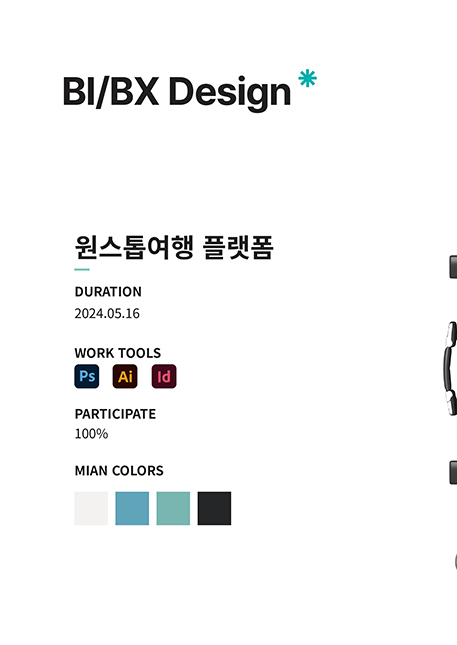 BI/BX Design
원스톱여행 플랫폼
DURATION
2024.05.16
WORK TOOLS
Ps Ai Id
PARTICIPATE
100%
MIAN COLORS